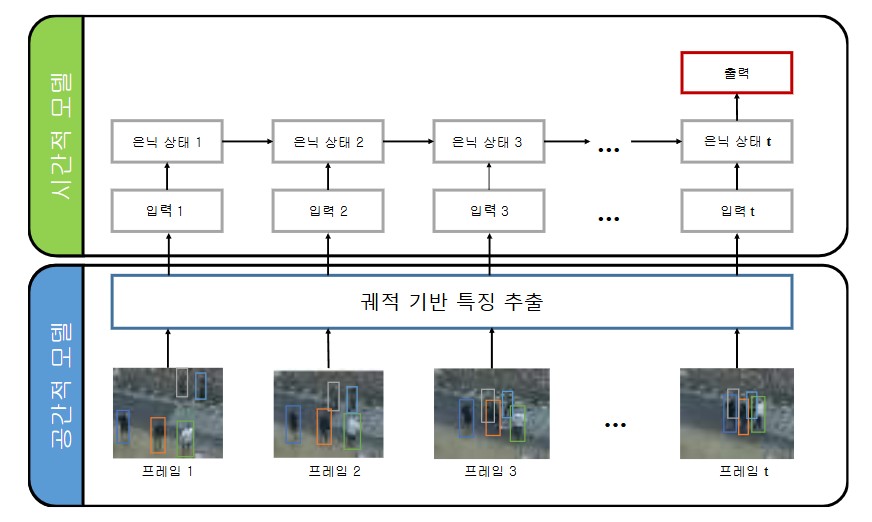 시간적 모델
출력
은닉 상태 1
은닉 상태 2
은닉 상태 3
...
은닉 상태 t
입력 1
입력 2
입력 3
...
입력 t
공간적 모델
궤적 기반 특징 추출
...
프레임 1
프레임 2
프레임 3
프레임 t